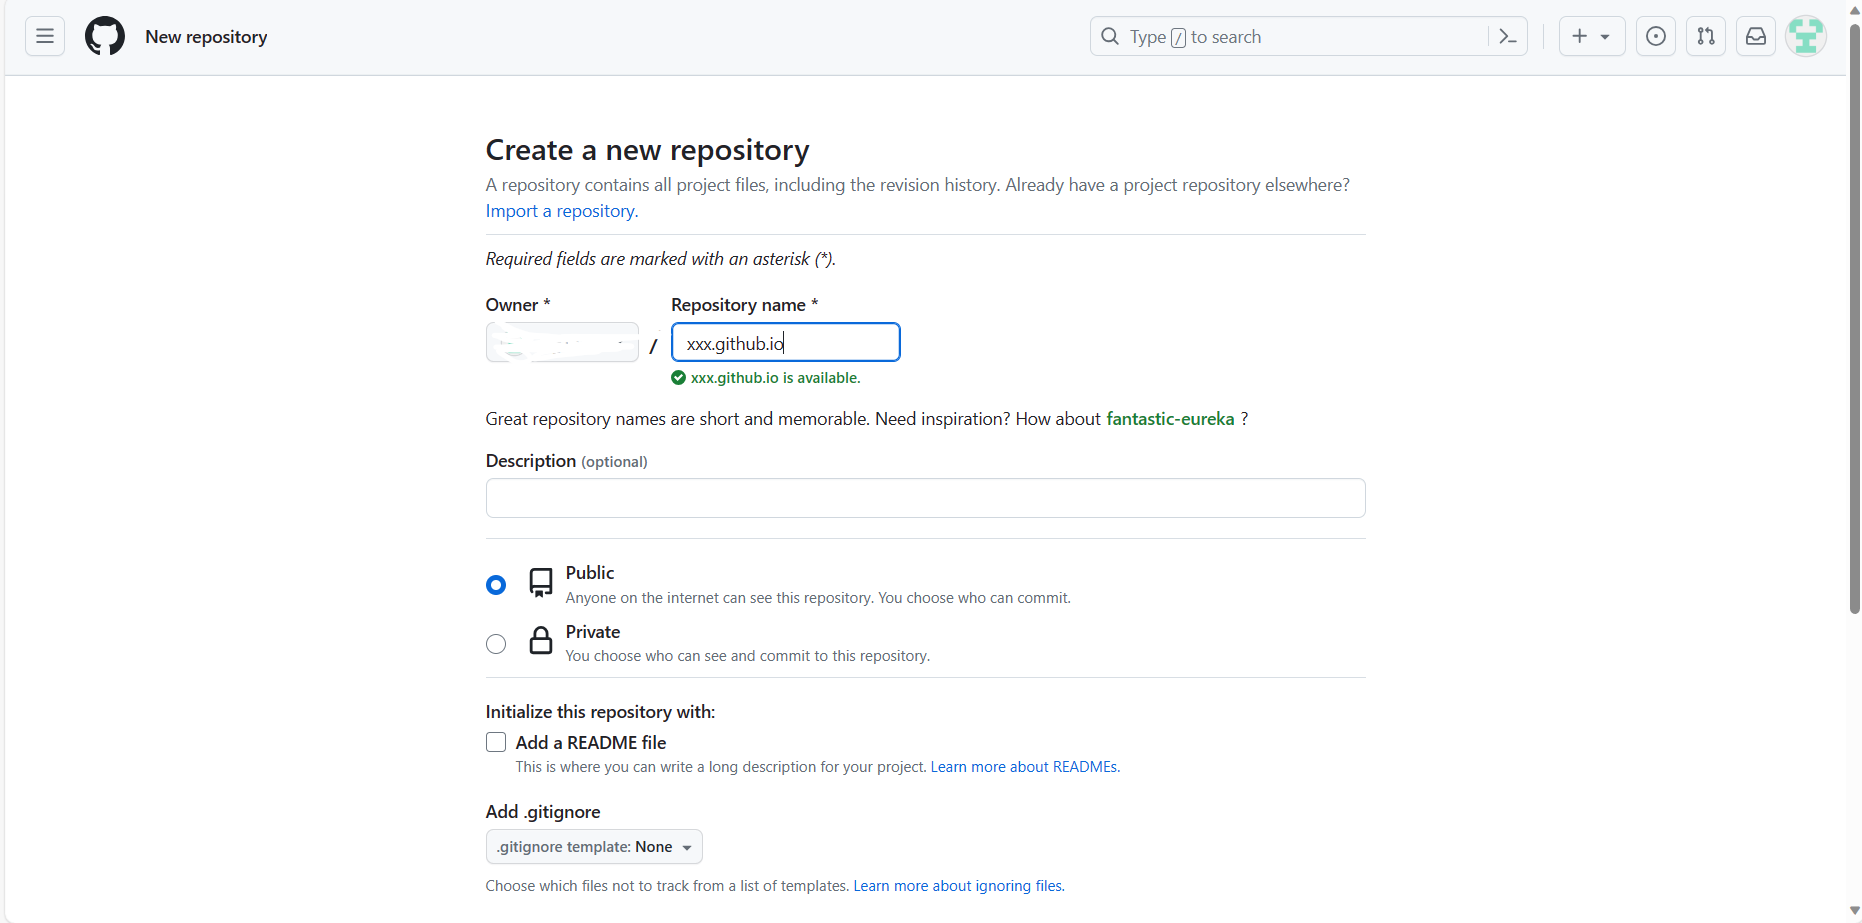 New repository
Type / to search
Create a new repository
A repository contains all project files, including the revision history. Already have a project repository elsewhere?
Import a repository.
Required fields are marked with an asterisk (*).
Owner *
Repository name *
/
xxx.github.io
xxx.github.io is available.
Great repository names are short and memorable. Need inspiration? How about fantastic-eureka ?
Description (optional)
Public
Anyone on the internet can see this repository. You choose who can commit.
Private
You choose who can see and commit to this repository.
Initialize this repository with:
Add a README file
This is where you can write a long description for your project. Learn more about READMEs.
Add .gitignore
.gitignore template: None
Choose which files not to track from a list of templates. Learn more about ignoring files.